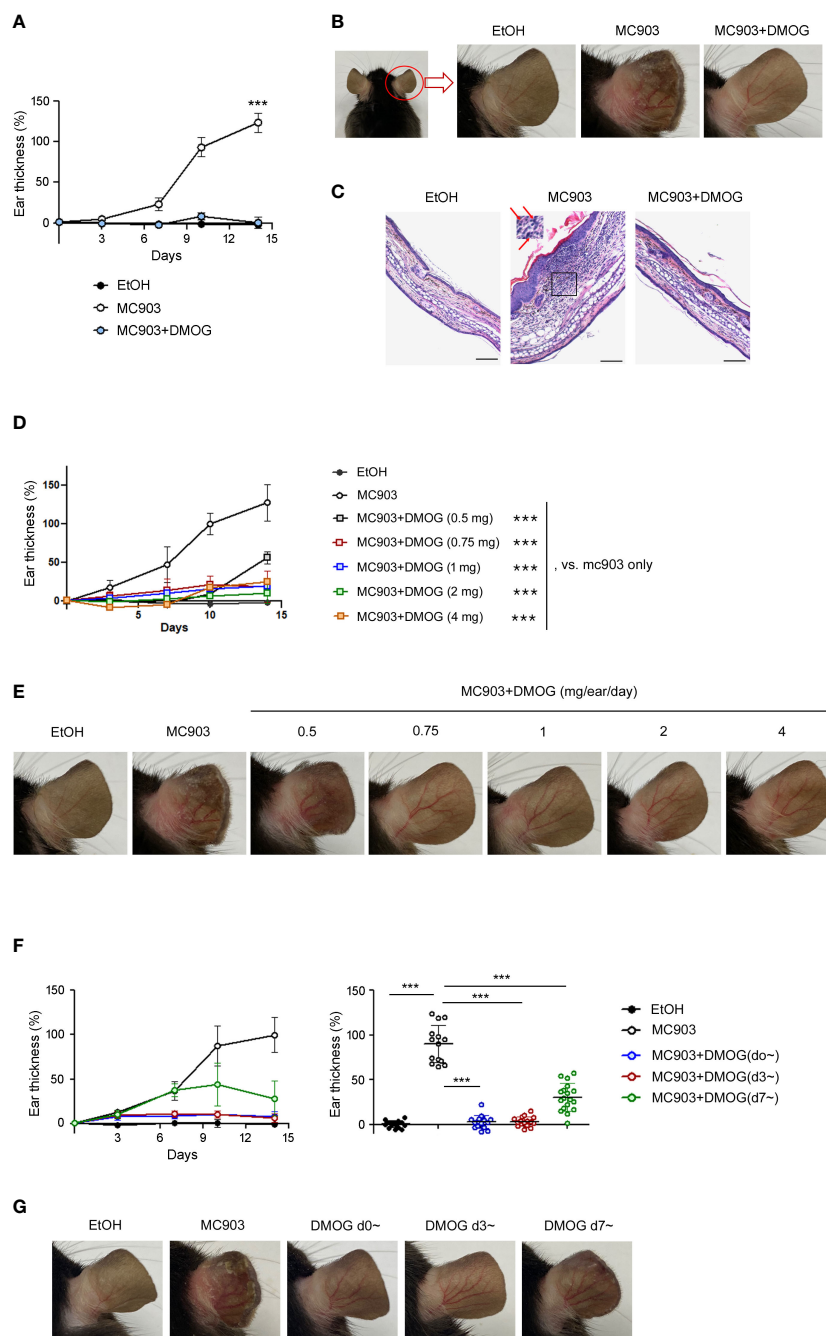 A
Ear thickness (%)
150
100
50
0
***
0
3
6
9
12
15
Days
EtOH
MC903
MC903+DMOG
B
EtOH
MC903
MC903+DMOG
C
EtOH
MC903
MC903+DMOG
D
Ear thickness (%)
150
100
50
0
5
10
15
Days
EtOH
MC903
MC903+DMOG (0.5 mg) ***
MC903+DMOG (0.75 mg) ***
MC903+DMOG (1 mg) ***
MC903+DMOG (2 mg) ***
MC903+DMOG (4 mg) ***
, vs. mc903 only
E
MC903+DMOG (mg/ear/day)
EtOH MC903 0.5 0.75 1 2 4
F
Ear thickness (%)
150
100
50
0
0
3
6
9
12
15
Days
Ear thickness (%)
150
100
50
0
***
***
***
***
EtOH
MC903
MC903+DMOG(do~)
MC903+DMOG(d3~)
MC903+DMOG(d7~)
G
EtOH MC903 DMOG d0~ DMOG d3~ DMOG d7~